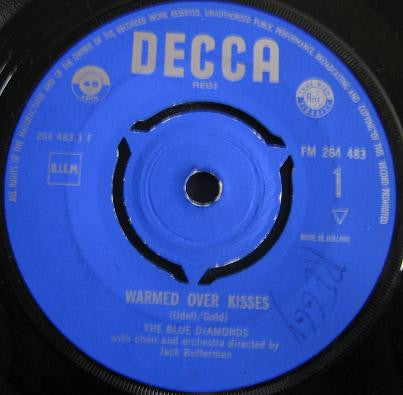 ALL RIGHTS OF THE MANUFACTURER AND OF THE OWNER OF THE RECORDED WORK RESERVED. UNAUTHORISED PUBLIC PERFORMANCE, BROADCASTING AND COPYING OF THIS RECORD PROHIBITED
DECCA
REGD
264 483 1 F
B.I.E.M.
FM 264 483
1
MADE IN HOLLAND
WARMED OVER KISSES
(Udell/Gold)
THE BLUE DIAMONDS
with choir and orchestra directed by
Jack Bulterman